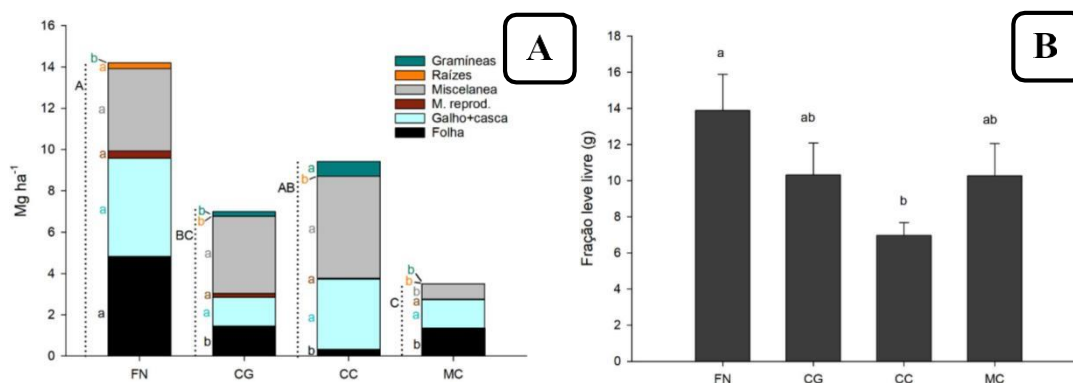 A
Mg ha⁻¹
16
14
12
10
8
6
4
2
0
Gramíneas
Raízes
Miscelanea
M. reprod.
Galho+casca
Folha
A
b
a
a
a
a
a
BC
b
b
a
a
a
b
AB
a
b
a
a
a
b
C
b
b
b
a
a
b
FN CG CC MC
B
Fração leve livre (g)
18
16
14
12
10
8
6
4
2
0
a
ab
b
ab
FN CG CC MC